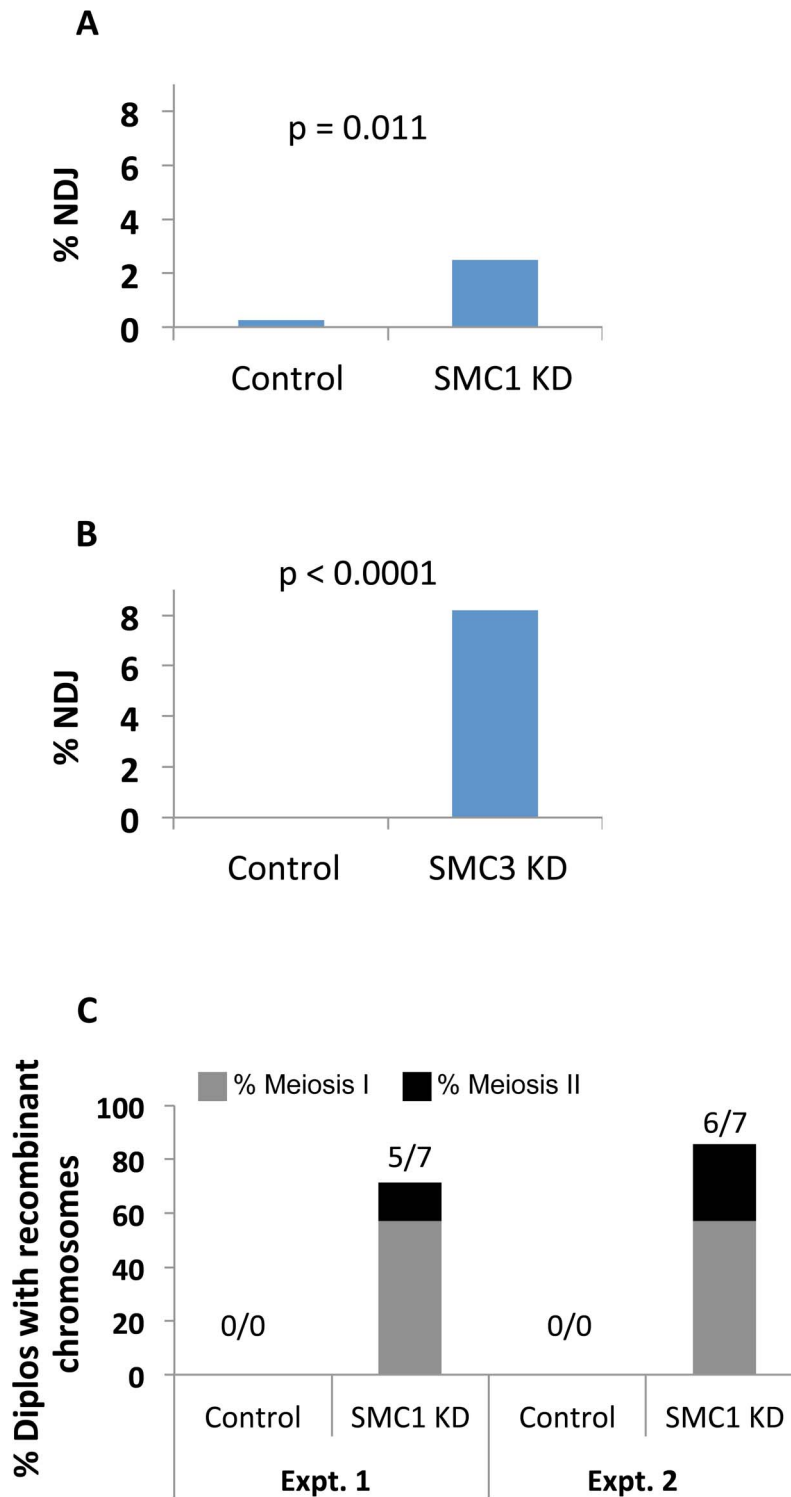 A
8
p = 0.011
6
% NDJ
4
2
0
Control SMC1 KD
B
p < 0.0001
8
6
% NDJ
4
2
0
Control SMC3 KD
C
% Meiosis I % Meiosis II
% Diplos with recombinant
chromosomes
100
80
60
40
20
0
0/0
5/7
0/0
6/7
Control SMC1 KD Control SMC1 KD
Expt. 1 Expt. 2